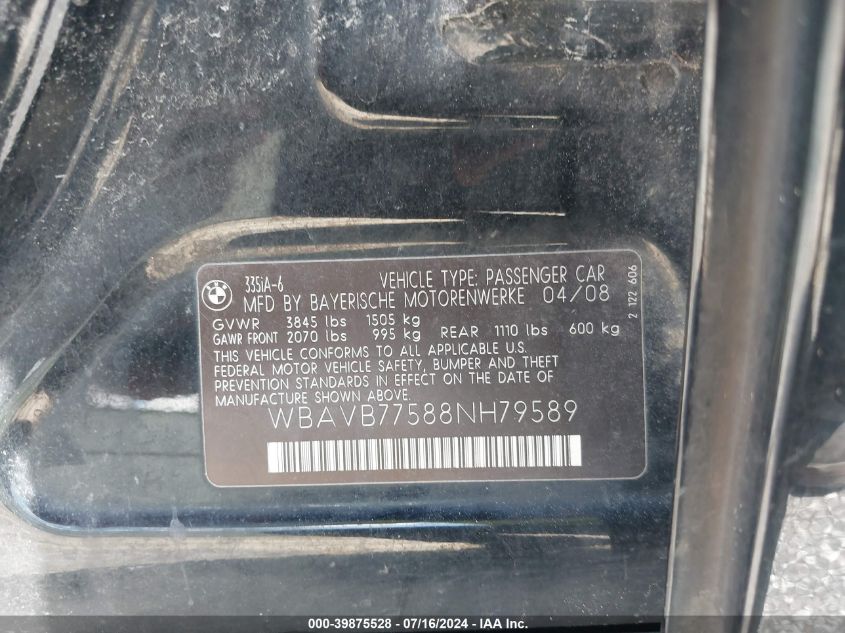 335iA-6 VEHICLE TYPE: PASSENGER CAR
MFD BY BAYERISCHE MOTORENWERKE 04/08
GVWR 3845 lbs 1505 kg
GAWR FRONT 2070 lbs 995 kg REAR 1110 lbs 600 kg
THIS VEHICLE CONFORMS TO ALL APPLICABLE U.S.
FEDERAL MOTOR VEHICLE SAFETY, BUMPER AND THEFT
PREVENTION STANDARDS IN EFFECT ON THE DATE OF
MANUFACTURE SHOWN ABOVE.
WBAVB77588NH79589
2 122 606
000-39875528 - 07/16/2024 - IAA Inc.